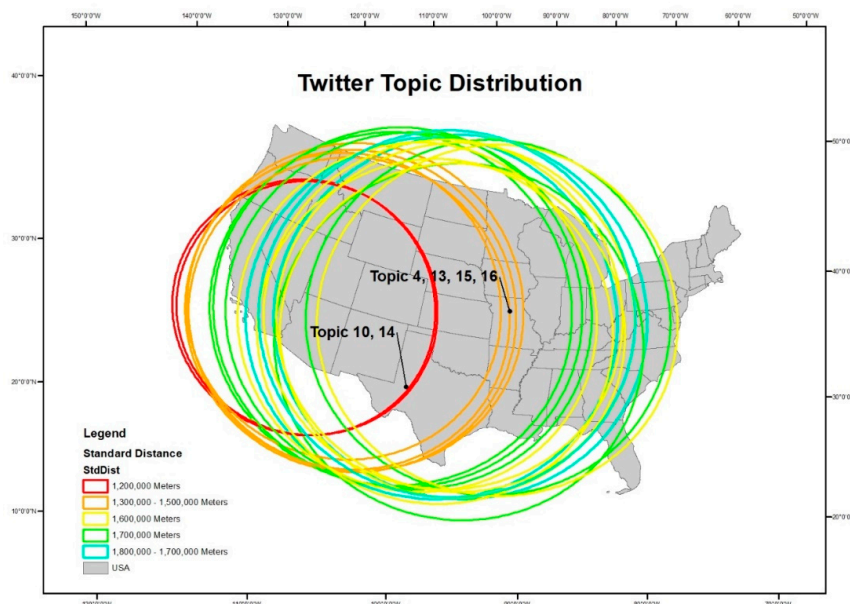 150°0'0"W 140°0'0"W 130°0'0"W 120°0'0"W 110°0'0"W 100°0'0"W 90°0'0"W 80°0'0"W 70°0'0"W 60°0'0"W 50°0'0"W
40°0'0"N
Twitter Topic Distribution
50°0'0"N
30°0'0"N
40°0'0"N
Topic 4, 13, 15, 16
Topic 10, 14
20°0'0"N
30°0'0"N
Legend
Standard Distance
StdDist
1,200,000 Meters
1,300,000 - 1,500,000 Meters
1,600,000 Meters
1,700,000 Meters
1,800,000 - 1,700,000 Meters
USA
10°0'0"N
20°0'0"N